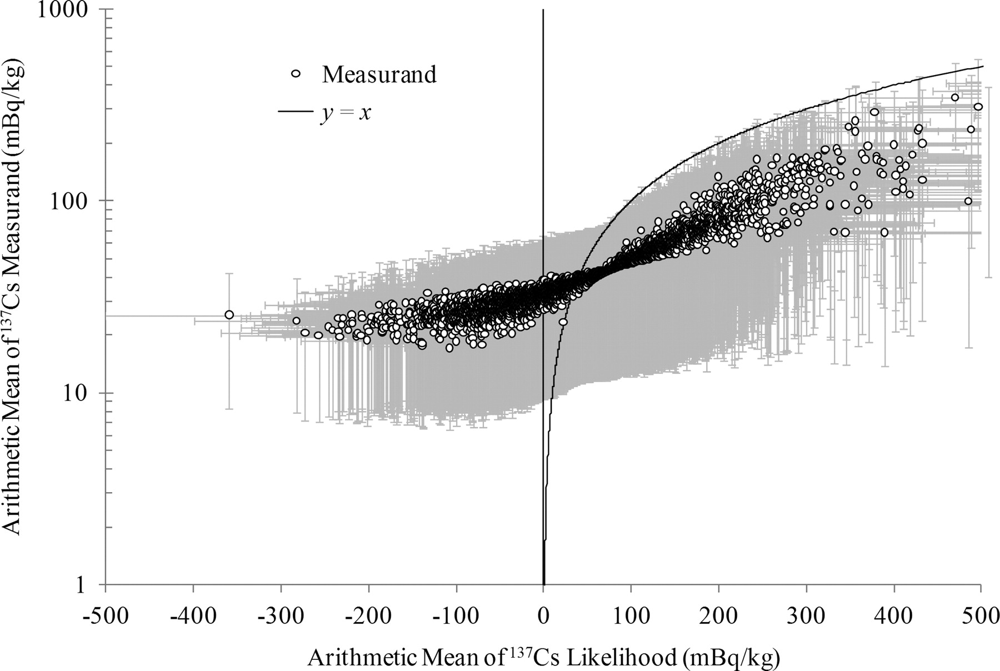 1000
100
10
1
Arithmetic Mean of ¹³⁷Cs Measurand (mBq/kg)
Measurand
y = x
-500 -400 -300 -200 -100 0 100 200 300 400 500
Arithmetic Mean of ¹³⁷Cs Likelihood (mBq/kg)